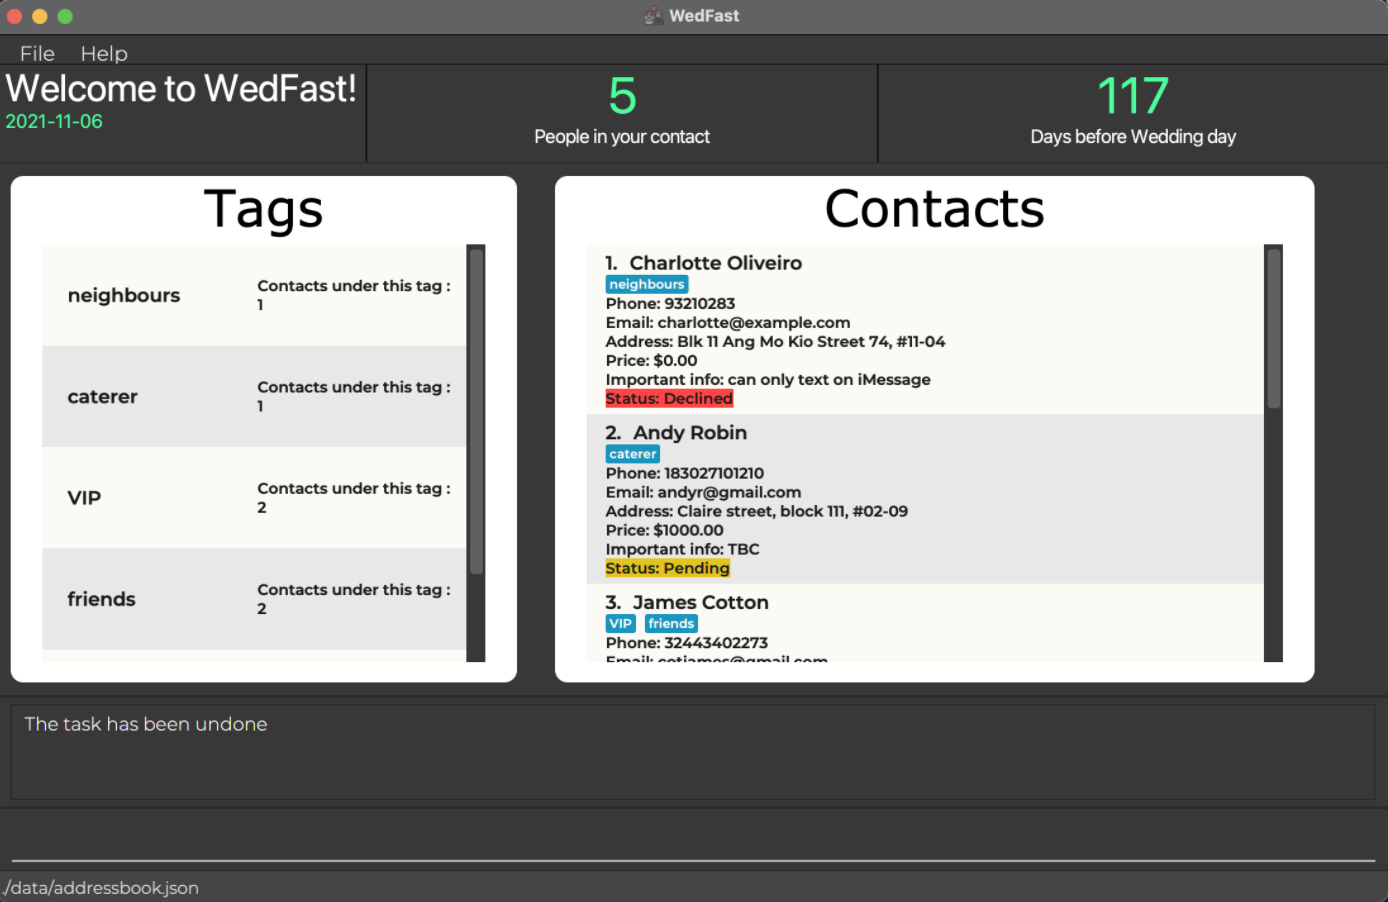 WedFast
File Help
Welcome to WedFast!
2021-11-06
5
People in your contact
117
Days before Wedding day
Tags
neighbours
Contacts under this tag :
1
caterer
Contacts under this tag :
1
VIP
Contacts under this tag :
2
friends
Contacts under this tag :
2
Contacts
1. Charlotte Oliveiro
neighbours
Phone: 93210283
Email: charlotte@example.com
Address: Blk 11 Ang Mo Kio Street 74, #11-04
Price: $0.00
Important info: can only text on iMessage
Status: Declined
2. Andy Robin
caterer
Phone: 183027101210
Email: andyr@gmail.com
Address: Claire street, block 111, #02-09
Price: $1000.00
Important info: TBC
Status: Pending
3. James Cotton
VIP friends
Phone: 32443402273
Email: cotjames@gmail.com
The task has been undone
./data/addressbook.json